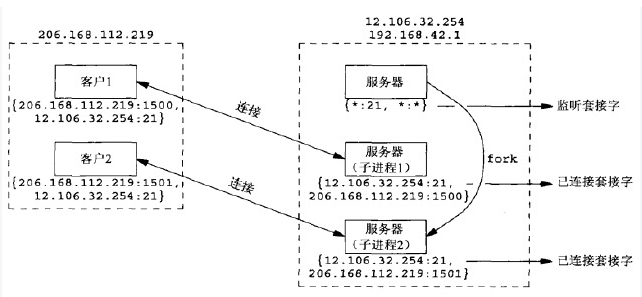 206.168.112.219
客户1
{206.168.112.219:1500,
12.106.32.254:21}
客户2
{206.168.112.219:1501,
12.106.32.254:21}
连接
连接
12.106.32.254
192.168.42.1
服务器
{*:21, *:*}
监听套接字
fork
服务器
(子进程1)
{12.106.32.254:21,
206.168.112.219:1500}
已连接套接字
服务器
(子进程2)
{12.106.32.254:21,
206.168.112.219:1501}
已连接套接字